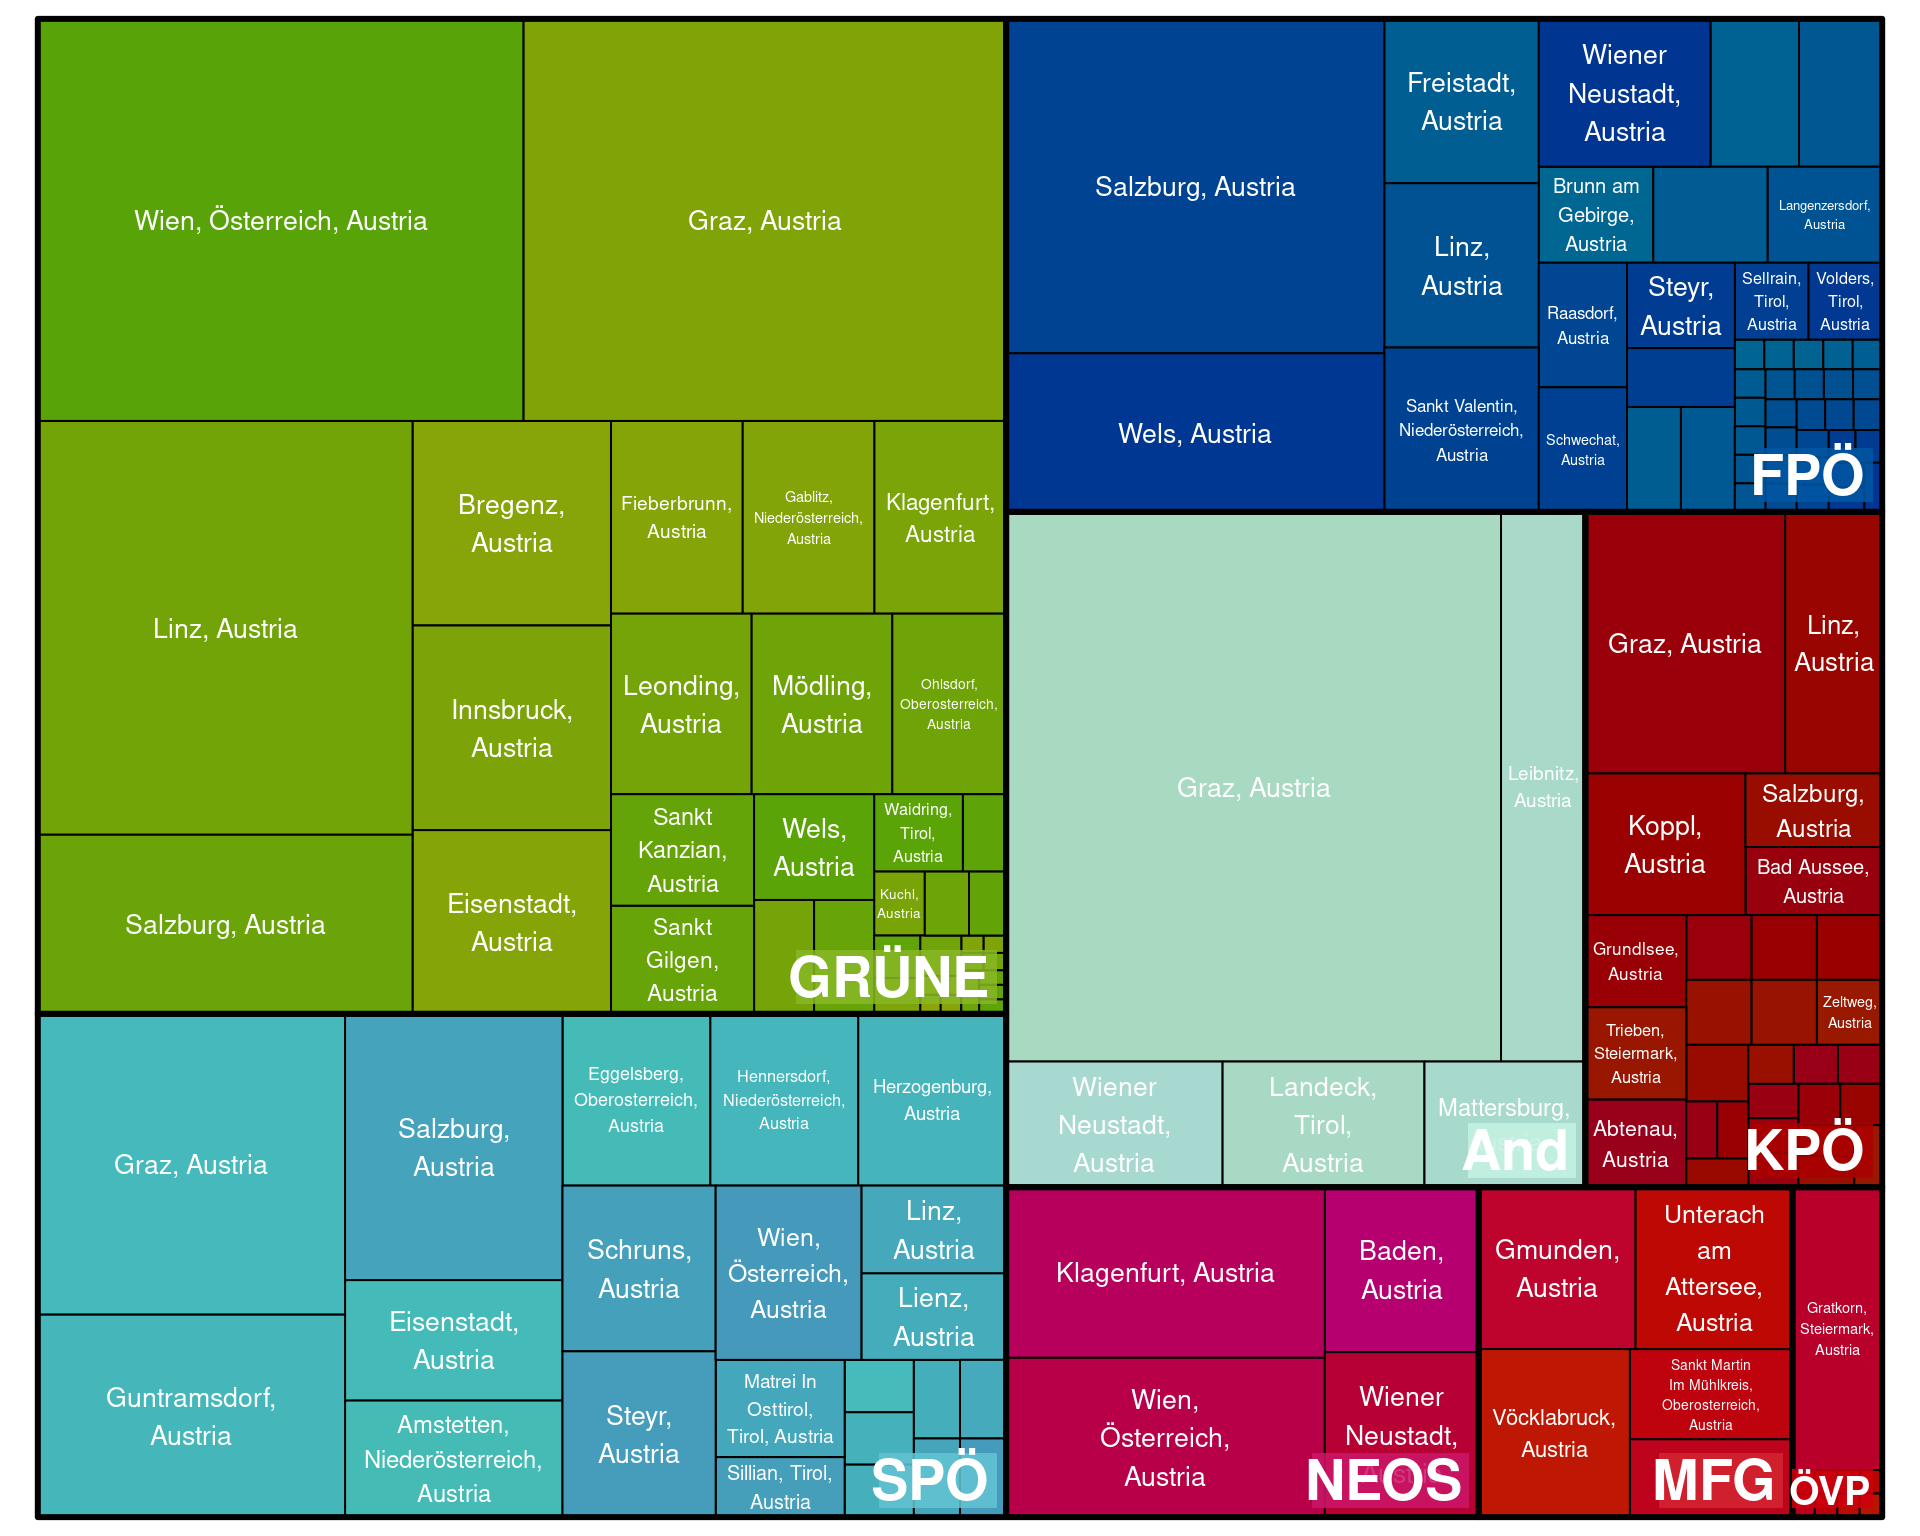 Wien, Österreich, Austria
Graz, Austria
Linz, Austria
Salzburg, Austria
Bregenz,
Austria
Innsbruck,
Austria
Eisenstadt,
Austria
Fieberbrunn,
Austria
Gablitz,
Niederösterreich,
Austria
Klagenfurt,
Austria
Leonding,
Austria
Mödling,
Austria
Ohlsdorf,
Oberosterreich,
Austria
Sankt
Kanzian,
Austria
Sankt
Gilgen,
Austria
Wels,
Austria
Waidring,
Tirol,
Austria
Kuchl,
Austria
GRÜNE
Graz, Austria
Guntramsdorf,
Austria
Salzburg,
Austria
Eisenstadt,
Austria
Amstetten,
Niederösterreich,
Austria
Eggelsberg,
Oberosterreich,
Austria
Hennersdorf,
Niederösterreich,
Austria
Herzogenburg,
Austria
Schruns,
Austria
Steyr,
Austria
Wien,
Österreich,
Austria
Linz,
Austria
Lienz,
Austria
Matrei In
Osttirol,
Tirol, Austria
Sillian, Tirol,
Austria
SPÖ
Salzburg, Austria
Wels, Austria
Freistadt,
Austria
Linz,
Austria
Sankt Valentin,
Niederösterreich,
Austria
Wiener
Neustadt,
Austria
Brunn am
Gebirge,
Austria
Langenzersdorf,
Austria
Raasdorf,
Austria
Schwechat,
Austria
Steyr,
Austria
Sellrain,
Tirol,
Austria
Volders,
Tirol,
Austria
FPÖ
Graz, Austria
Leibnitz,
Austria
Wiener
Neustadt,
Austria
Landeck,
Tirol,
Austria
Mattersburg,
And
Graz, Austria
Linz,
Austria
Koppl,
Austria
Salzburg,
Austria
Bad Aussee,
Austria
Grundlsee,
Austria
Trieben,
Steiermark,
Austria
Abtenau,
Austria
Zeltweg,
Austria
KPÖ
Klagenfurt, Austria
Wien,
Österreich,
Austria
Baden,
Austria
Wiener
Neustadt,
Austria
NEOS
Gmunden,
Austria
Unterach
am
Attersee,
Austria
Vöcklabruck,
Austria
Sankt Martin
Im Mühlkreis,
Oberosterreich,
Austria
MFG
Gratkorn,
Steiermark,
Austria
ÖVP